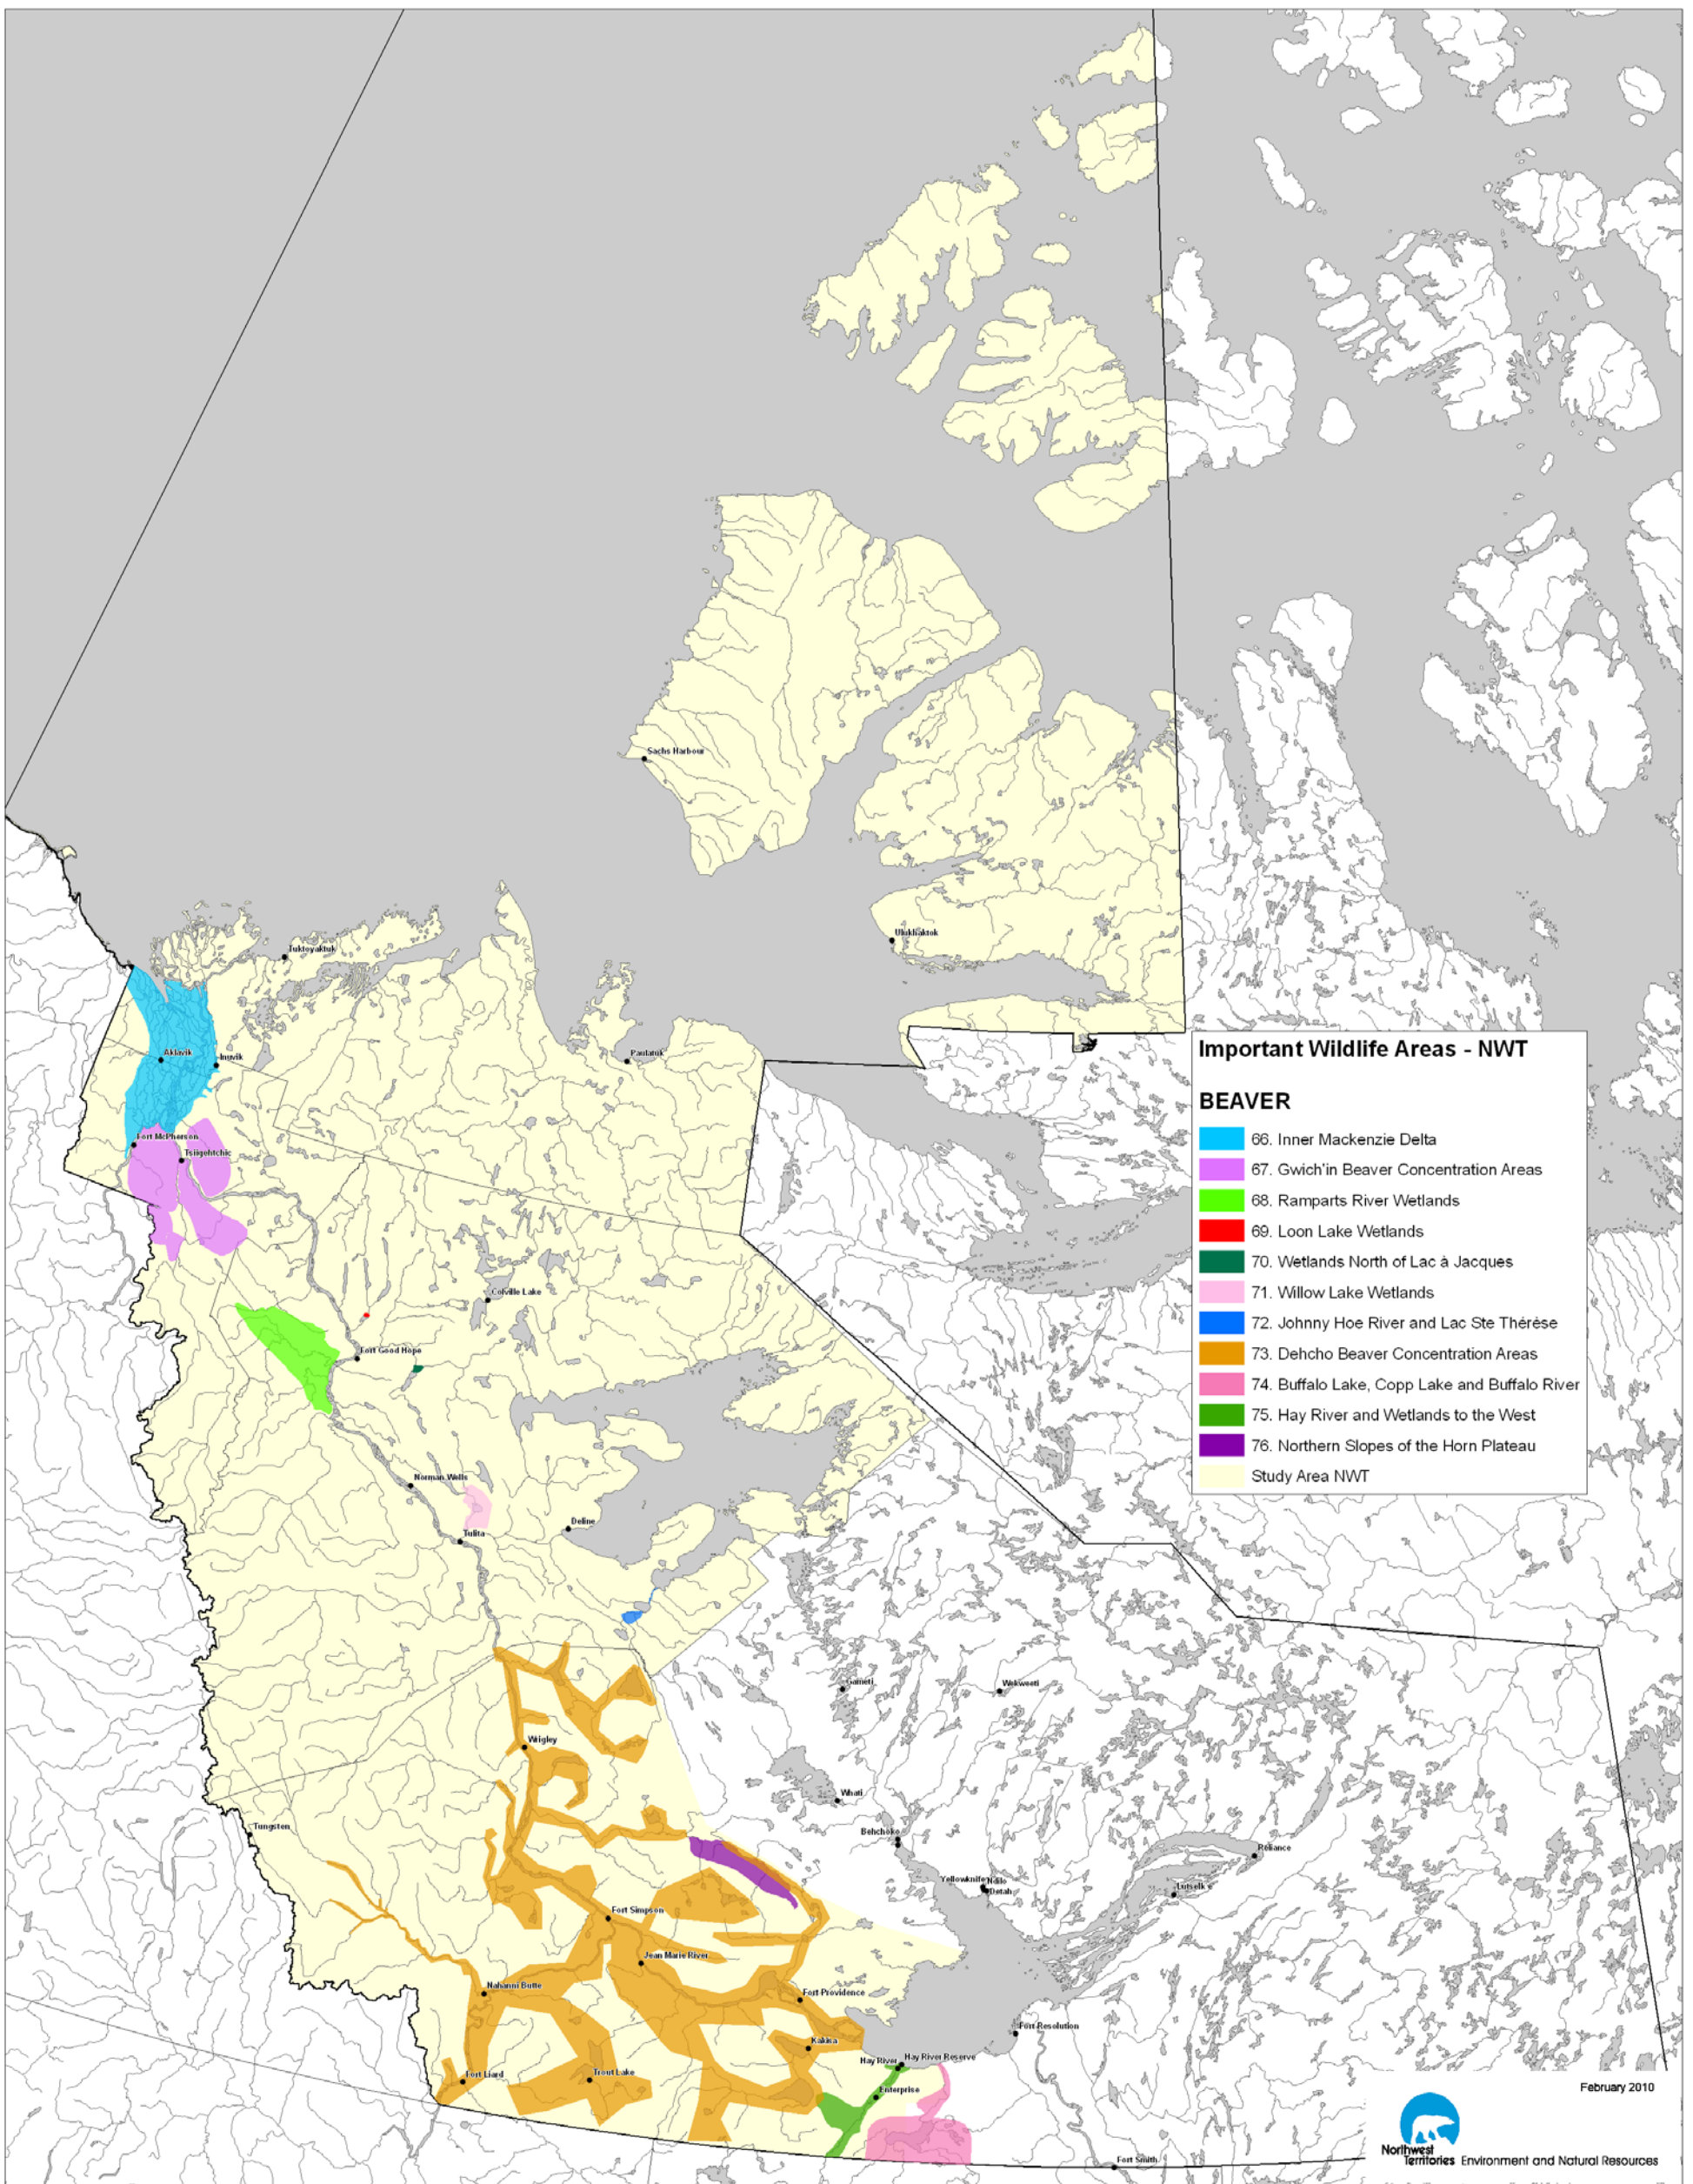 Sachs Harbour
Ulukhaktok
Tuktoyaktuk
Paulatuk
Aklavik
Inuvik
Fort McPherson
Tsiigehtchic
Colville Lake
Fort Good Hope
Norman Wells
Deline
Tulita
Gameti
Wekweeti
Wrigley
Whati
Tungsten
Behchoko
Reliance
Yellowknife
Ndilo
Detah
Lutselk'e
Fort Simpson
Jean Marie River
Nahanni Butte
Fort Providence
Fort Resolution
Kakisa
Hay River
Hay River Reserve
Fort Liard
Trout Lake
Enterprise
Fort Smith
Important Wildlife Areas - NWT
BEAVER
66. Inner Mackenzie Delta
67. Gwich'in Beaver Concentration Areas
68. Ramparts River Wetlands
69. Loon Lake Wetlands
70. Wetlands North of Lac à Jacques
71. Willow Lake Wetlands
72. Johnny Hoe River and Lac Ste Thérèse
73. Dehcho Beaver Concentration Areas
74. Buffalo Lake, Copp Lake and Buffalo River
75. Hay River and Wetlands to the West
76. Northern Slopes of the Horn Plateau
Study Area NWT
February 2010
Northwest
Territories Environment and Natural Resources